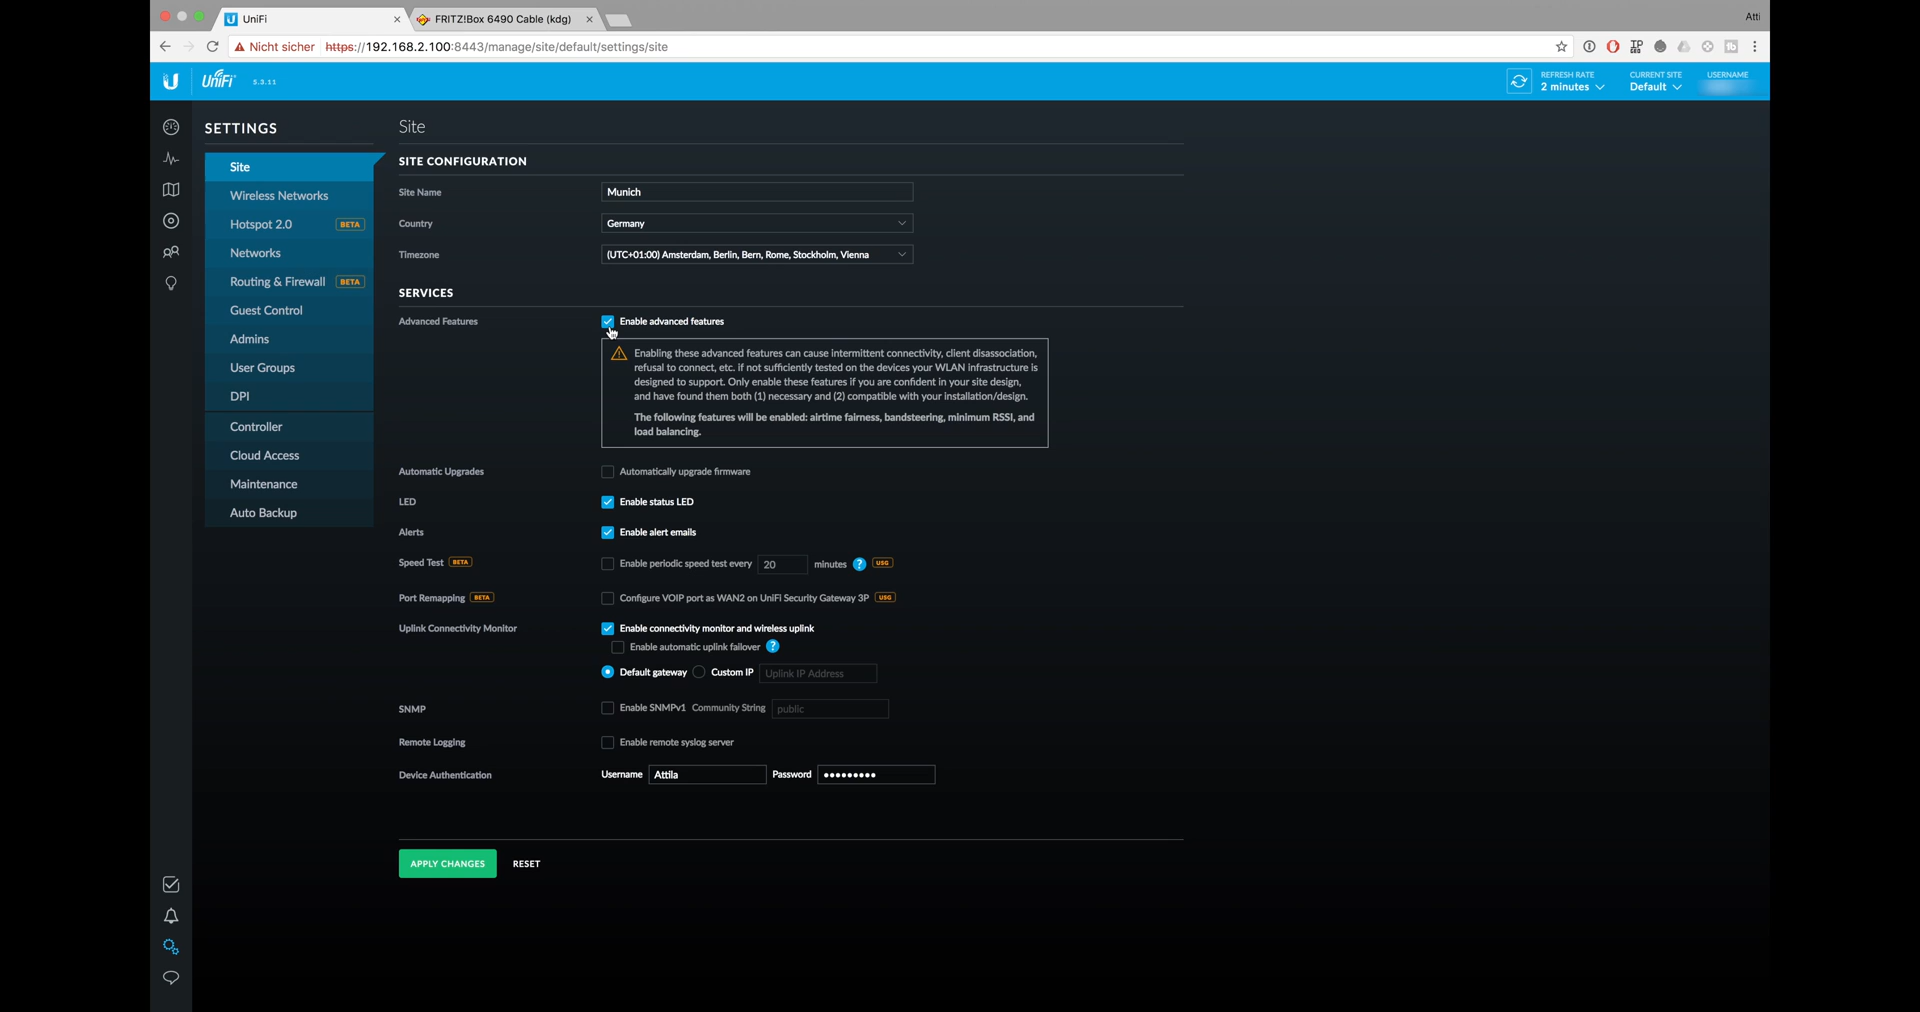 UniFi
FRITZ!Box 6490 Cable (kdg)
Atti
Nicht sicher https://192.168.2.100:8443/manage/site/default/settings/site
UniFi 5.3.11
REFRESH RATE
2 minutes
CURRENT SITE
Default
USERNAME
SETTINGS
Site
Wireless Networks
Hotspot 2.0 BETA
Networks
Routing & Firewall BETA
Guest Control
Admins
User Groups
DPI
Controller
Cloud Access
Maintenance
Auto Backup
Site
SITE CONFIGURATION
Site Name Munich
Country Germany
Timezone (UTC+01:00) Amsterdam, Berlin, Bern, Rome, Stockholm, Vienna
SERVICES
Advanced Features Enable advanced features
Enabling these advanced features can cause intermittent connectivity, client disassociation,
refusal to connect, etc. if not sufficiently tested on the devices your WLAN infrastructure is
designed to support. Only enable these features if you are confident in your site design,
and have found them both (1) necessary and (2) compatible with your installation/design.
The following features will be enabled: airtime fairness, bandsteering, minimum RSSI, and
load balancing.
Automatic Upgrades Automatically upgrade firmware
LED Enable status LED
Alerts Enable alert emails
Speed Test BETA Enable periodic speed test every 20 minutes ? USG
Port Remapping BETA Configure VOIP port as WAN2 on UniFi Security Gateway 3P USG
Uplink Connectivity Monitor Enable connectivity monitor and wireless uplink
Enable automatic uplink failover ?
Default gateway Custom IP Uplink IP Address
SNMP Enable SNMPv1 Community String public
Remote Logging Enable remote syslog server
Device Authentication Username Attila Password •••••••••
APPLY CHANGES RESET